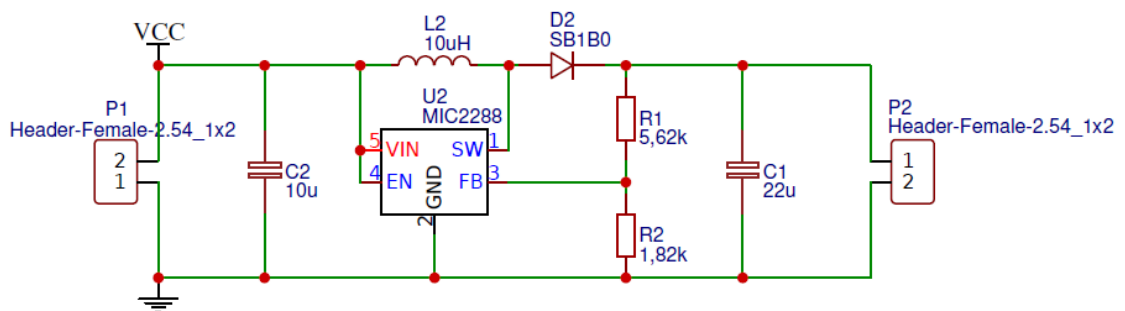 VCC
L2
10uH
D2
SB1B0
P1
Header-Female-2.54_1x2
2
1
C2
10u
U2
MIC2288
5
VIN
4
EN
SW
1
FB
3
GND
2
R1
5,62k
R2
1,82k
C1
22u
P2
Header-Female-2.54_1x2
1
2